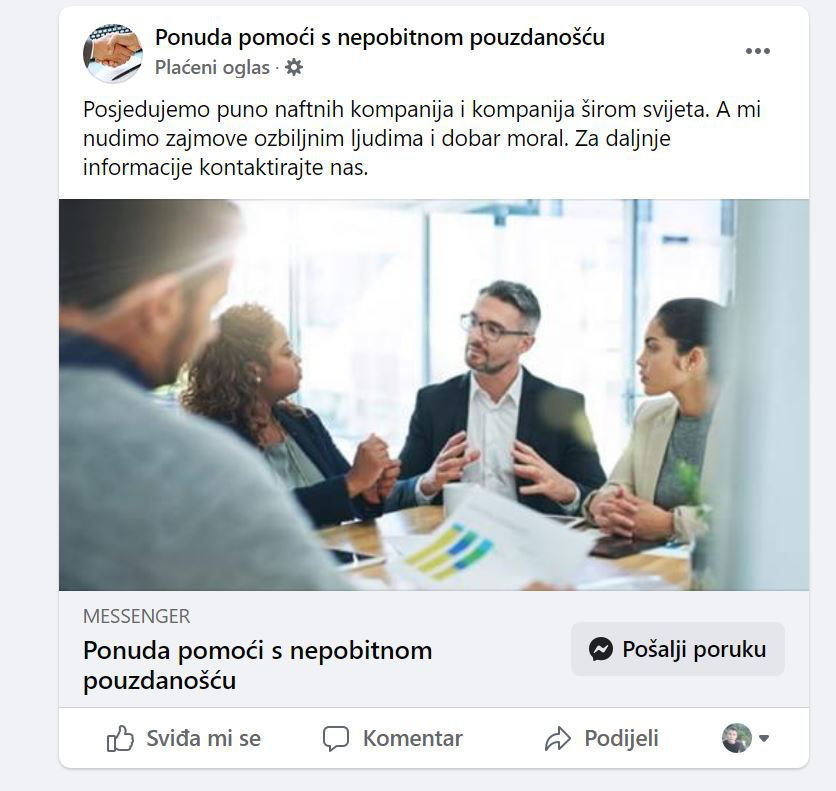 Ponuda pomoći s nepobitnom pouzdanošću
Plaćeni oglas ·
Posjedujemo puno naftnih kompanija i kompanija širom svijeta. A mi
nudimo zajmove ozbiljnim ljudima i dobar moral. Za daljnje
informacije kontaktirajte nas.
MESSENGER
Ponuda pomoći s nepobitnom
pouzdanošću
Pošalji poruku
Sviđa mi se
Komentar
Podijeli